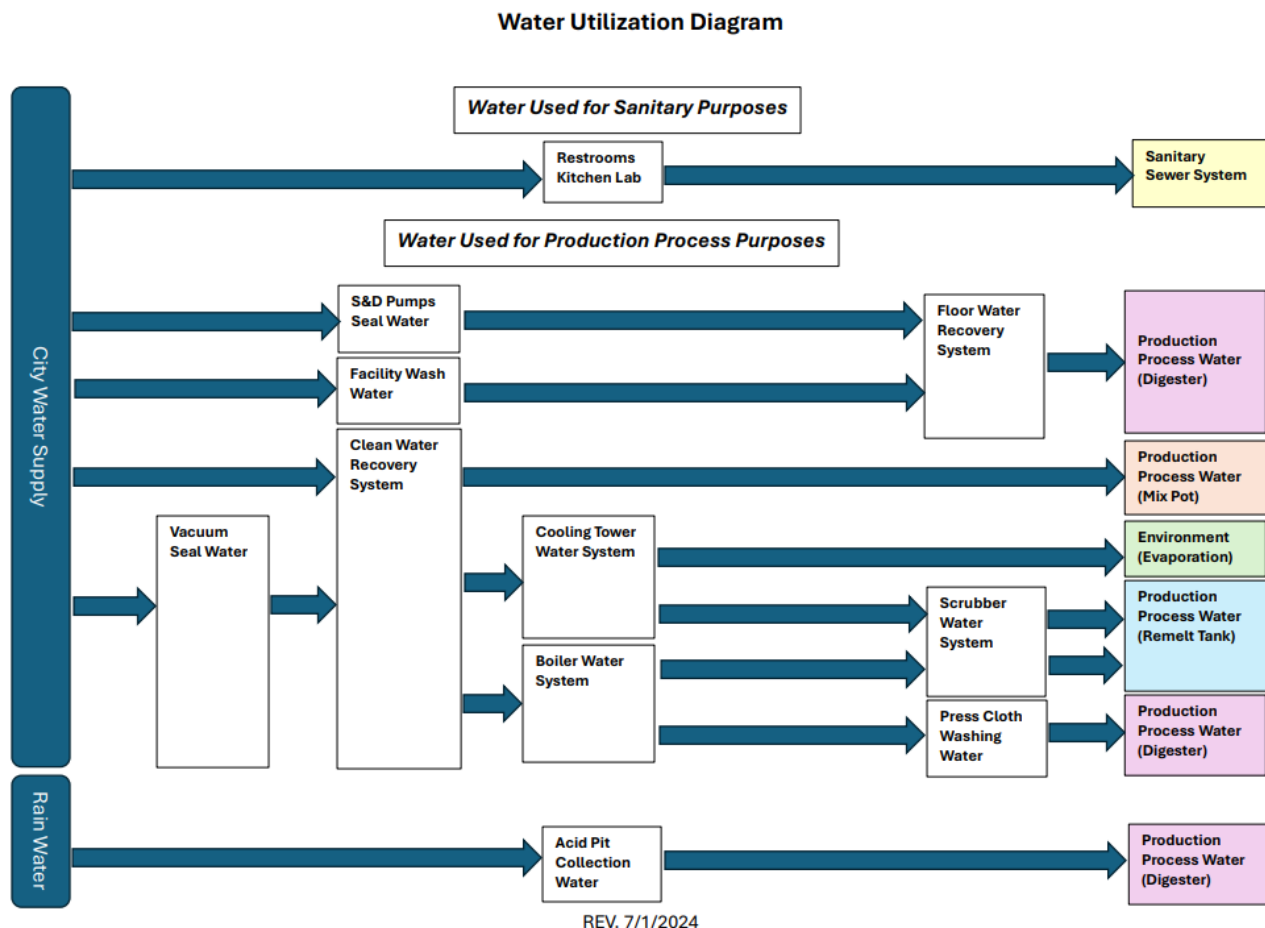 Water Utilization Diagram
Water Used for Sanitary Purposes
Restrooms
Kitchen Lab
Sanitary
Sewer System
Water Used for Production Process Purposes
City Water Supply
S&D Pumps
Seal Water
Floor Water
Recovery
System
Production
Process Water
(Digester)
Facility Wash
Water
Clean Water
Recovery
System
Production
Process Water
(Mix Pot)
Vacuum
Seal Water
Cooling Tower
Water System
Environment
(Evaporation)
Scrubber
Water
System
Production
Process Water
(Remelt Tank)
Boiler Water
System
Press Cloth
Washing
Water
Production
Process Water
(Digester)
Rain Water
Acid Pit
Collection
Water
Production
Process Water
(Digester)
REV. 7/1/2024